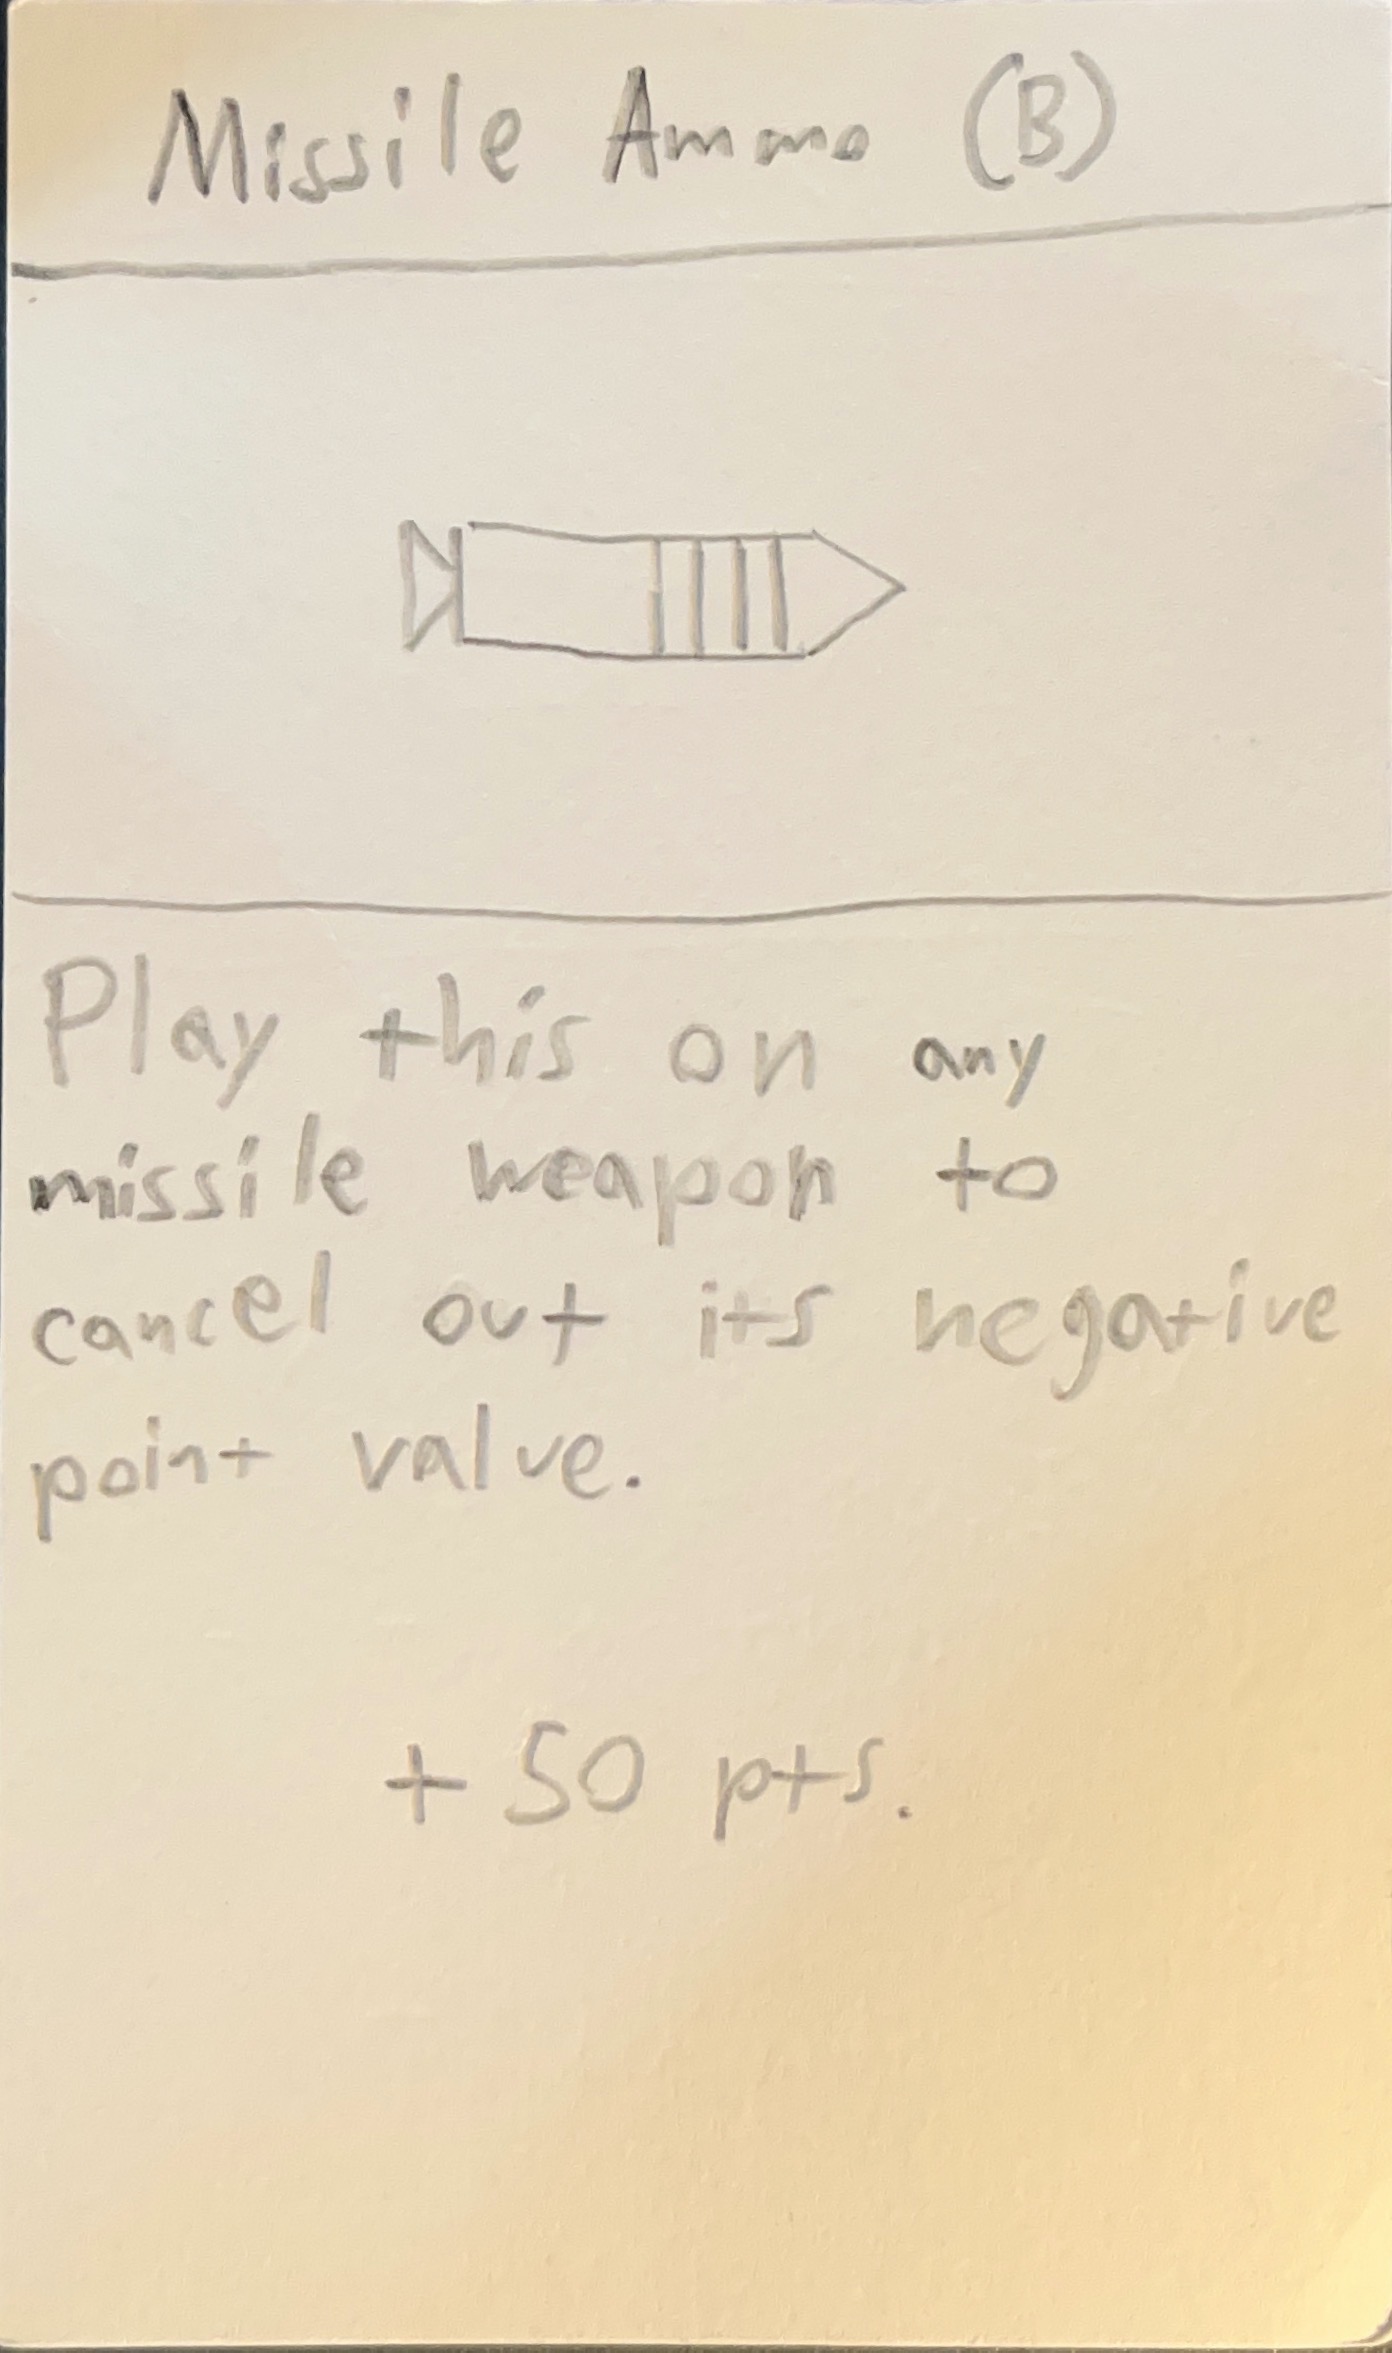 Missile Ammo (B)
Play this on any
missile weapon to
cancel out its negative
point value.
+ 50 pts.